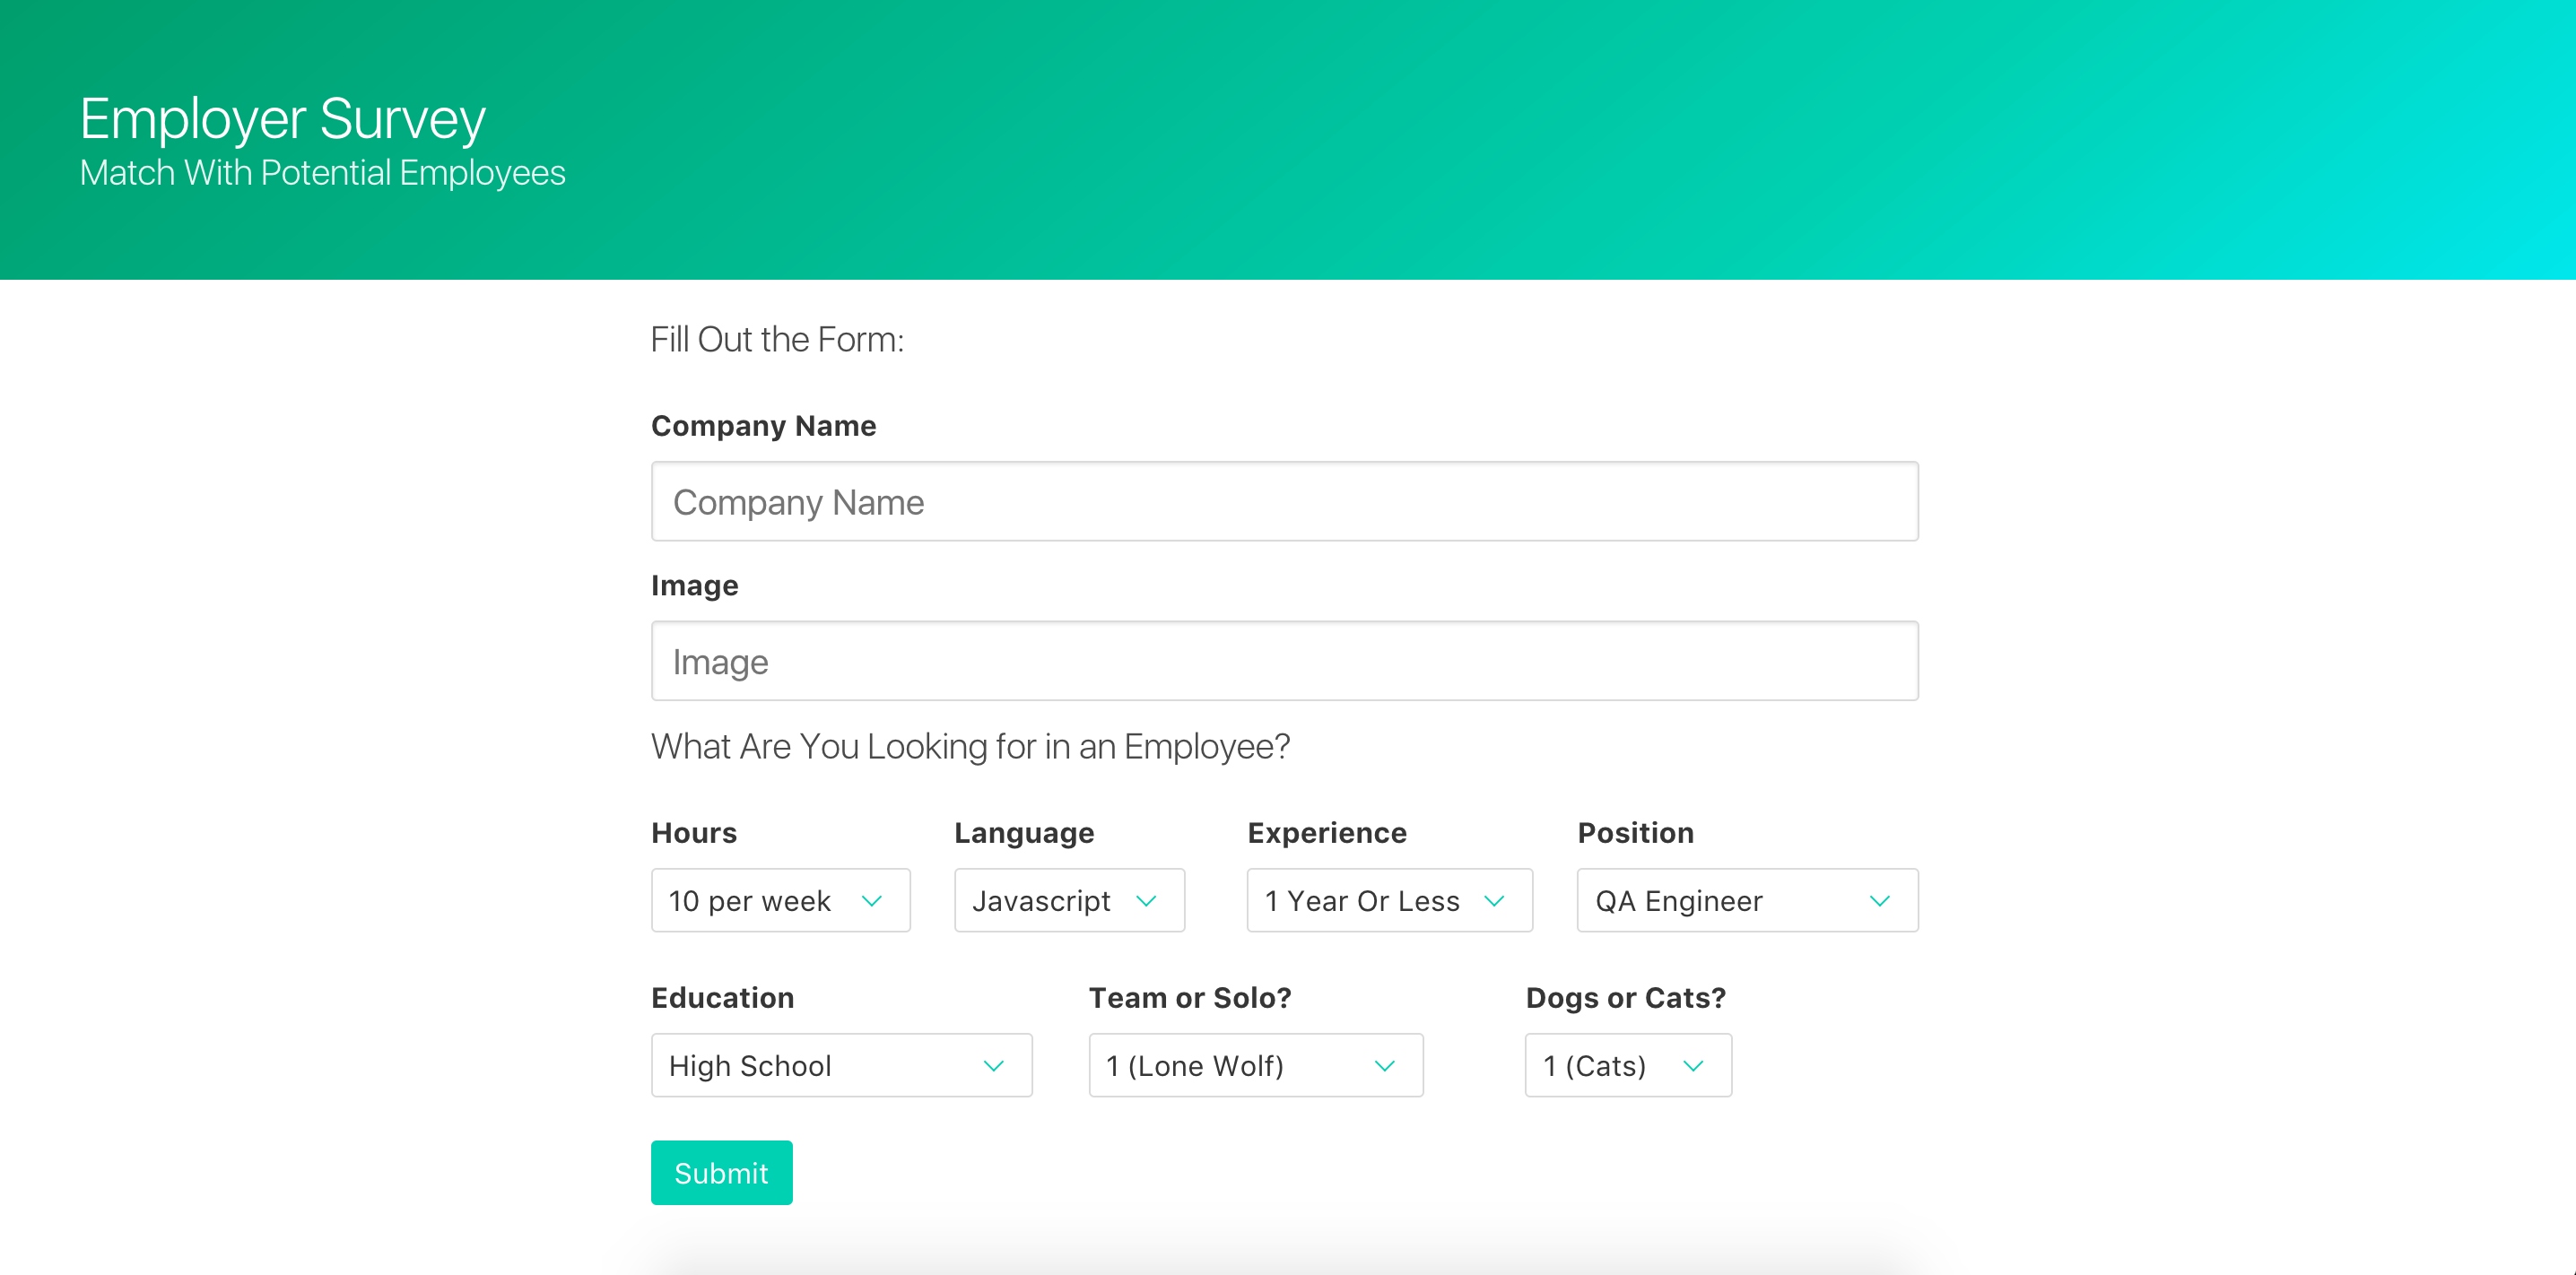 Employer Survey
Match With Potential Employees
Fill Out the Form:
Company Name
Company Name
Image
Image
What Are You Looking for in an Employee?
Hours Language Experience Position
10 per week Javascript 1 Year Or Less QA Engineer
Education Team or Solo? Dogs or Cats?
High School 1 (Lone Wolf) 1 (Cats)
Submit